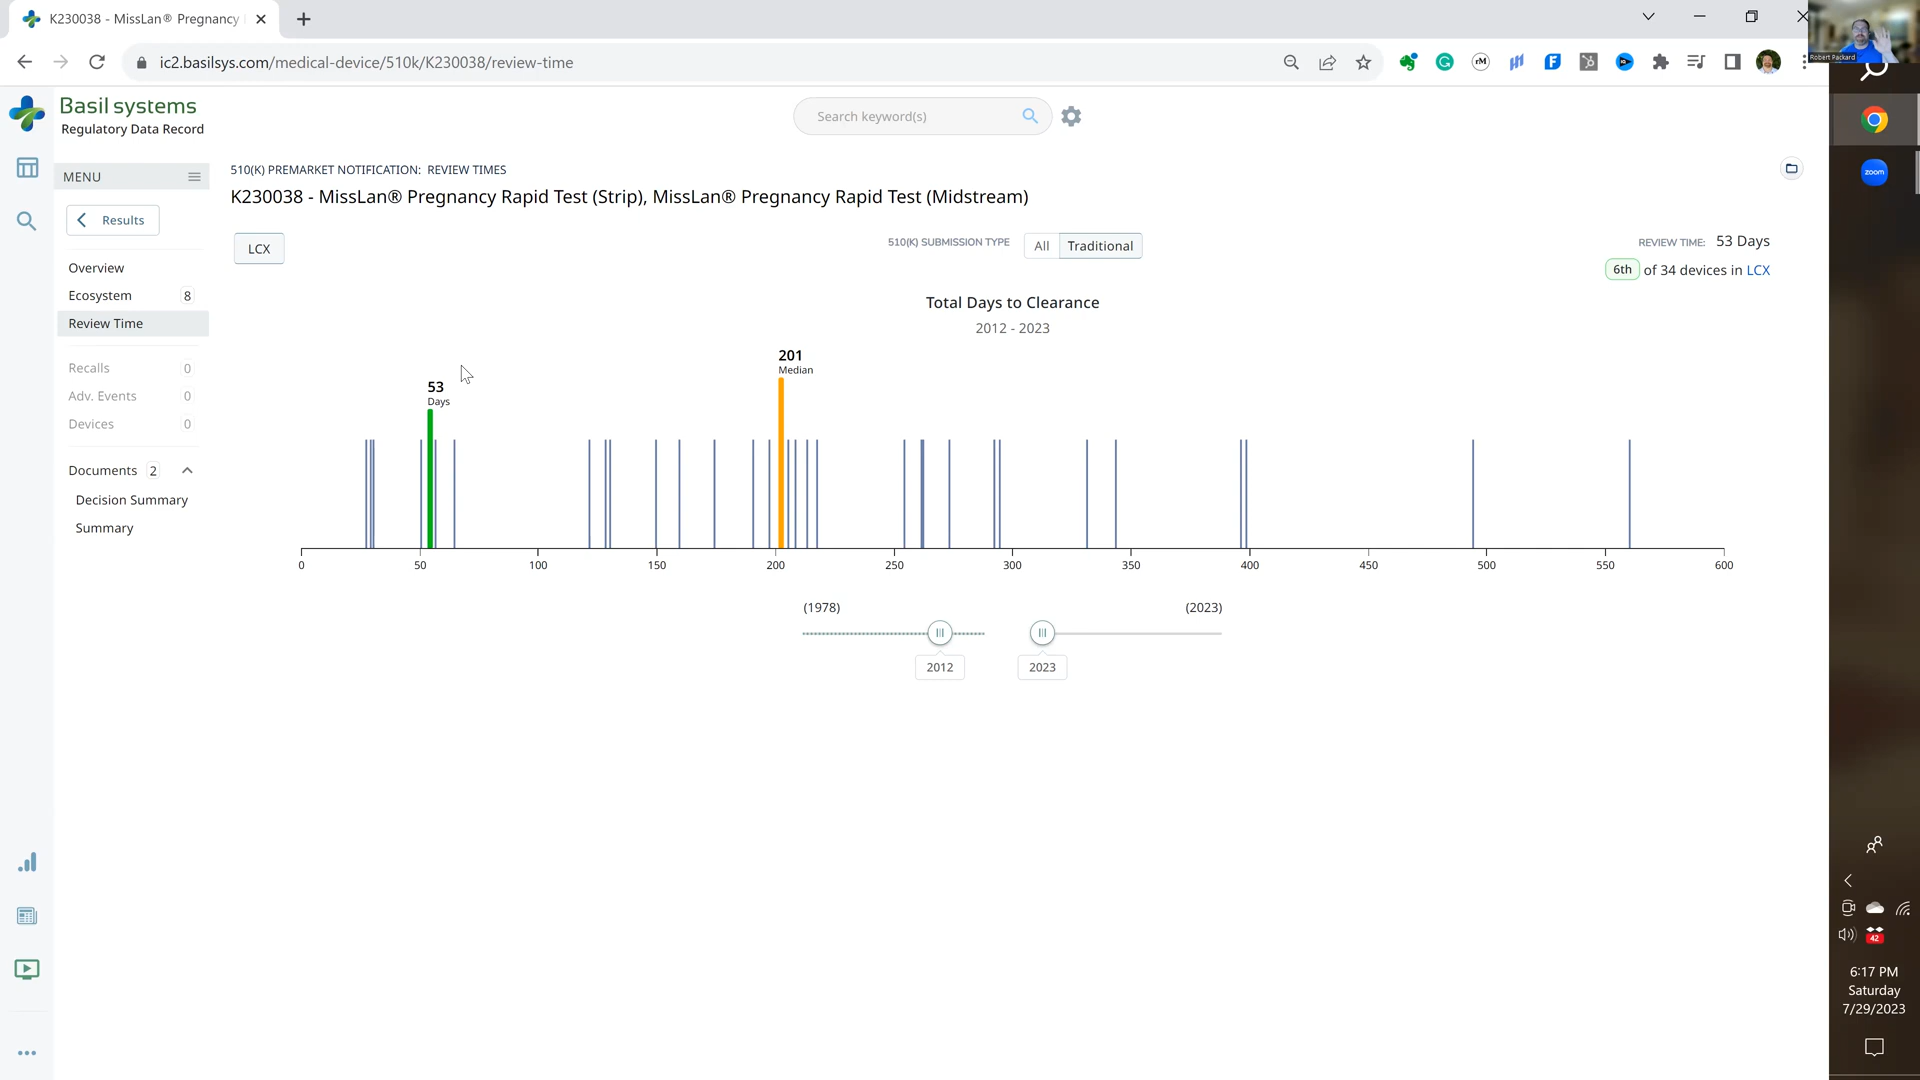 K230038 - MissLan® Pregnancy
ic2.basilsys.com/medical-device/510k/K230038/review-time
Robert Packard
Basil systems
Regulatory Data Record
Search keyword(s)
MENU
Results
Overview
Ecosystem 8
Review Time
Recalls 0
Adv. Events 0
Devices 0
Documents 2
Decision Summary
Summary
510(K) PREMARKET NOTIFICATION: REVIEW TIMES
K230038 - MissLan® Pregnancy Rapid Test (Strip), MissLan® Pregnancy Rapid Test (Midstream)
LCX
510(K) SUBMISSION TYPE All Traditional
REVIEW TIME: 53 Days
6th of 34 devices in LCX
Total Days to Clearance
2012 - 2023
201
Median
53
Days
0 50 100 150 200 250 300 350 400 450 500 550 600
(1978) (2023)
2012 2023
zoom
42
6:17 PM
Saturday
7/29/2023